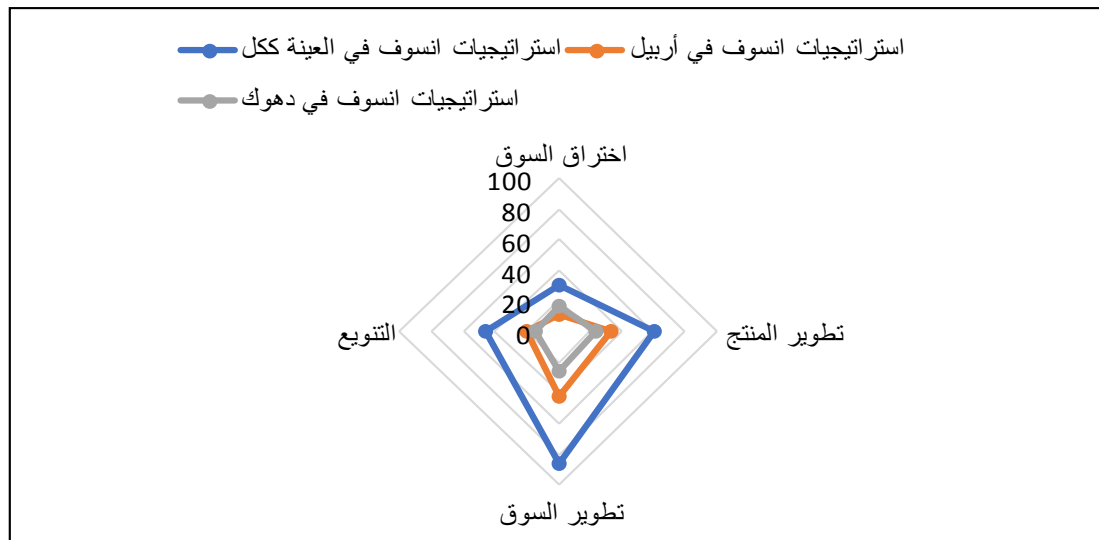 استراتيجيات انسوف في العينة ككل
استراتيجيات انسوف في أربيل
استراتيجيات انسوف في دهوك
اختراق السوق
100
80
60
40
20
0
تطوير المنتج
التنويع
تطوير السوق